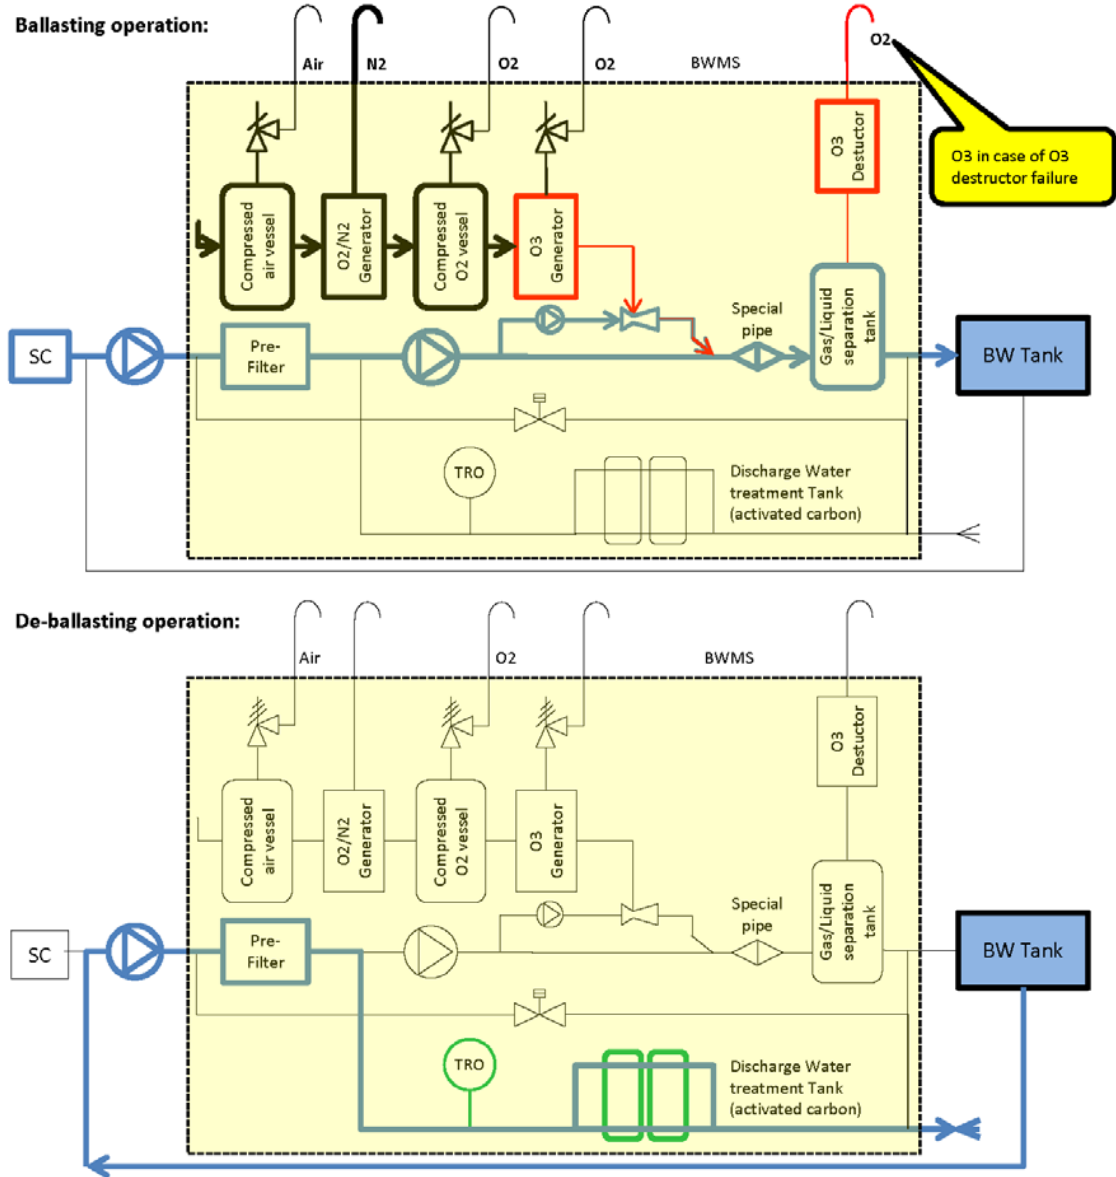 Ballasting operation:
Air
N2
O2
O2
BWMS
O2
O3 in case of O3
destructor failure
O3
Destuctor
Compressed
air vessel
O2/N2
Generator
Compressed
O2 vessel
O3
Generator
Gas/Liquid
separation
tank
SC
Pre-
Filter
Special
pipe
BW Tank
TRO
Discharge Water
treatment Tank
(activated carbon)
De-ballasting operation:
Air
O2
BWMS
O3
Destuctor
Compressed
air vessel
O2/N2
Generator
Compressed
O2 vessel
O3
Generator
Gas/Liquid
separation
tank
SC
Pre-
Filter
Special
pipe
BW Tank
TRO
Discharge Water
treatment Tank
(activated carbon)